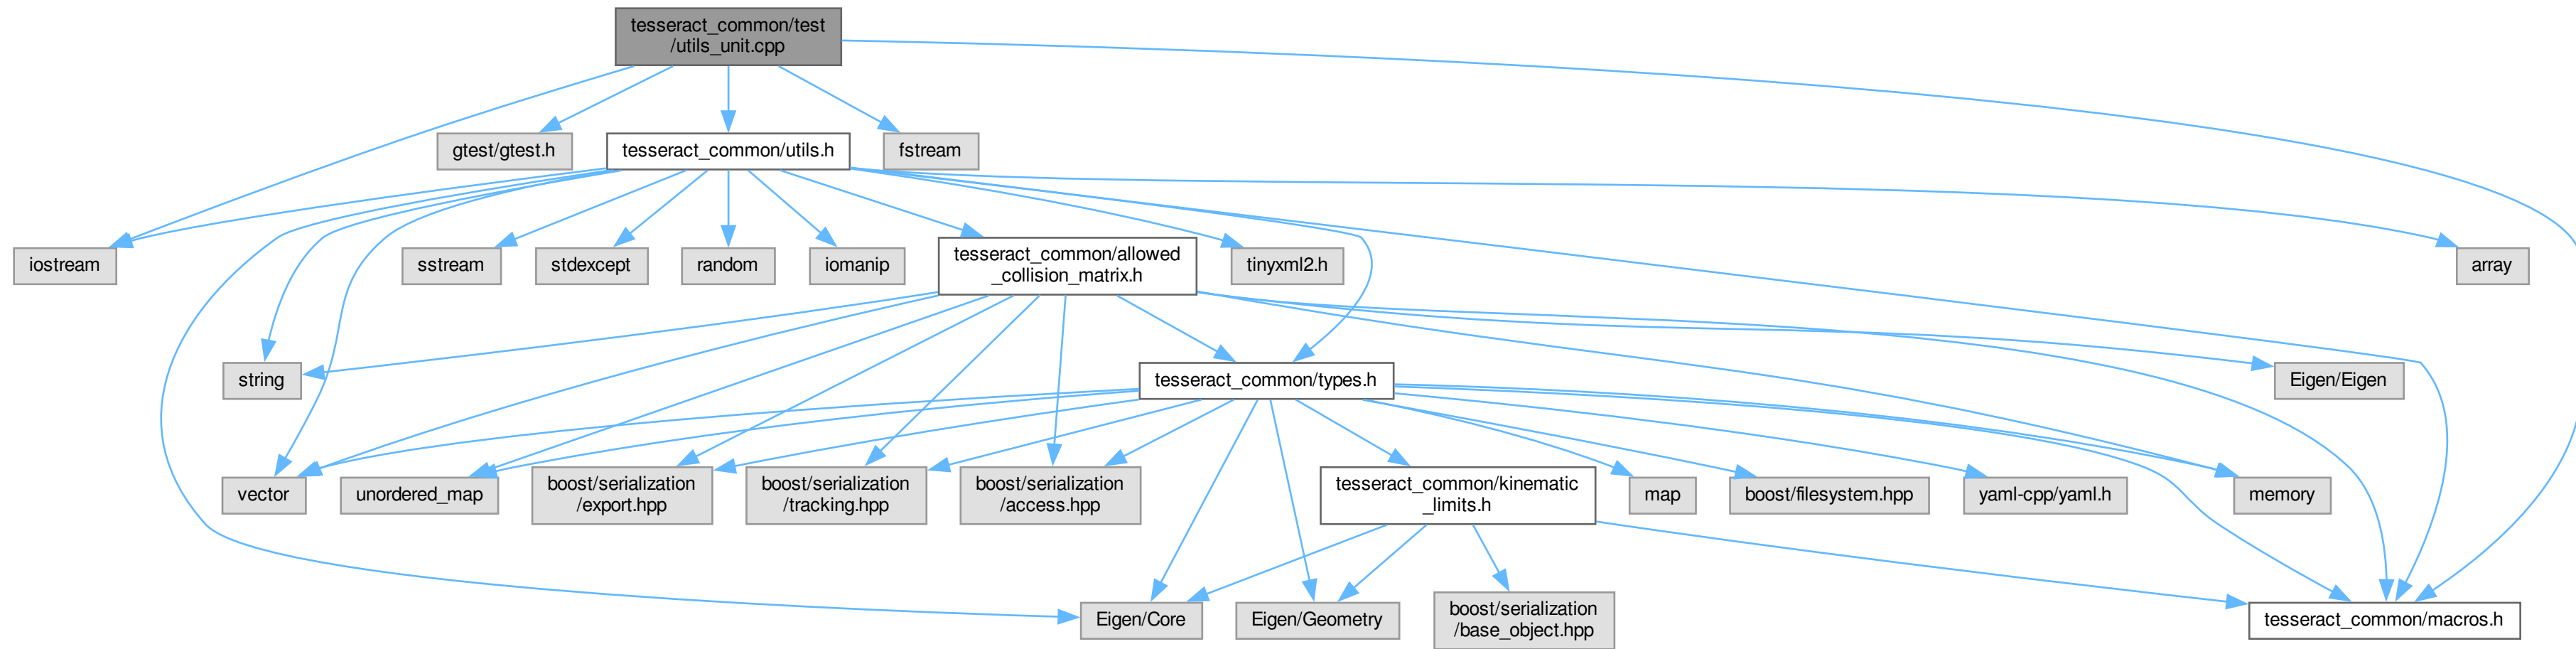 tesseract_common/test
/utils_unit.cpp
gtest/gtest.h
tesseract_common/utils.h
fstream
iostream
sstream
stdexcept
random
iomanip
tesseract_common/allowed
_collision_matrix.h
tinyxml2.h
array
string
tesseract_common/types.h
Eigen/Eigen
vector
unordered_map
boost/serialization
/export.hpp
boost/serialization
/tracking.hpp
boost/serialization
/access.hpp
tesseract_common/kinematic
_limits.h
map
boost/filesystem.hpp
yaml-cpp/yaml.h
memory
Eigen/Core
Eigen/Geometry
boost/serialization
/base_object.hpp
tesseract_common/macros.h